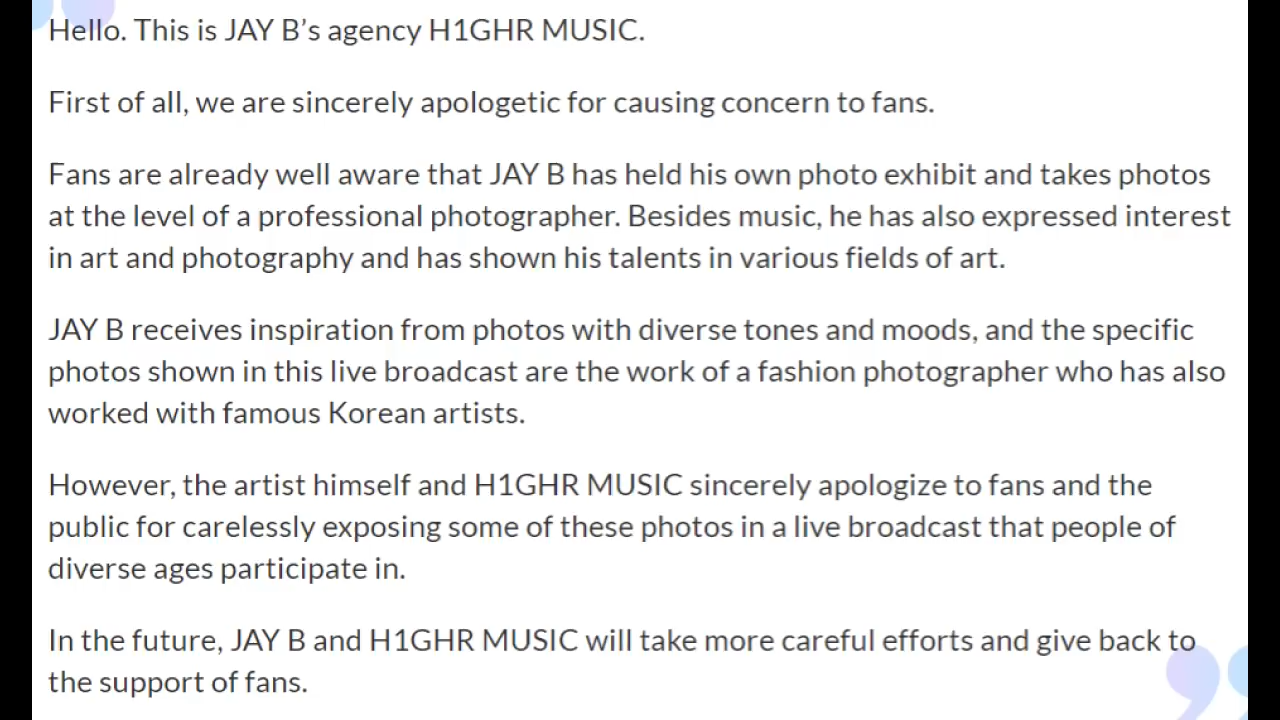 Hello. This is JAY B’s agency H1GHR MUSIC.
First of all, we are sincerely apologetic for causing concern to fans.
Fans are already well aware that JAY B has held his own photo exhibit and takes photos
at the level of a professional photographer. Besides music, he has also expressed interest
in art and photography and has shown his talents in various fields of art.
JAY B receives inspiration from photos with diverse tones and moods, and the specific
photos shown in this live broadcast are the work of a fashion photographer who has also
worked with famous Korean artists.
However, the artist himself and H1GHR MUSIC sincerely apologize to fans and the
public for carelessly exposing some of these photos in a live broadcast that people of
diverse ages participate in.
In the future, JAY B and H1GHR MUSIC will take more careful efforts and give back to
the support of fans.